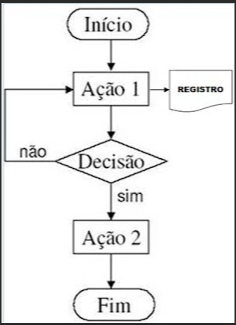 Início
Ação 1
REGISTRO
não
Decisão
sim
Ação 2
Fim